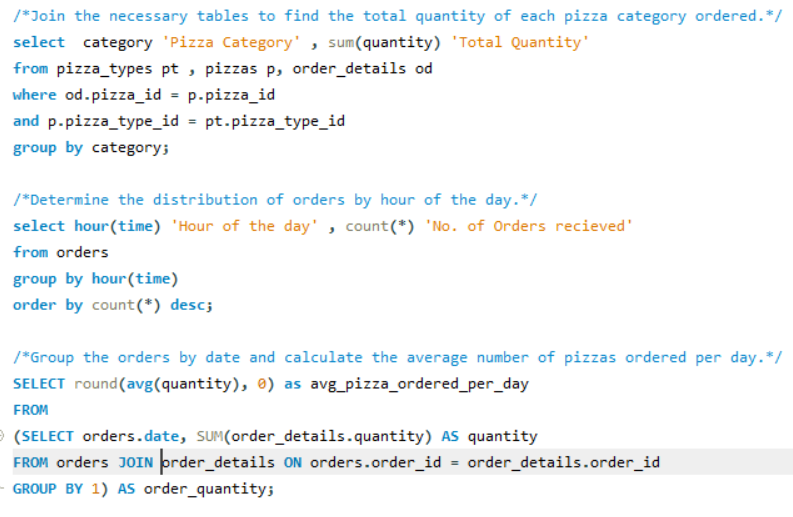 /*Join the necessary tables to find the total quantity of each pizza category ordered.*/
select  category 'Pizza Category' , sum(quantity) 'Total Quantity'
from pizza_types pt , pizzas p, order_details od
where od.pizza_id = p.pizza_id
and p.pizza_type_id = pt.pizza_type_id
group by category;
/*Determine the distribution of orders by hour of the day.*/
select hour(time) 'Hour of the day' , count(*) 'No. of Orders recieved'
from orders
group by hour(time)
order by count(*) desc;
/*Group the orders by date and calculate the average number of pizzas ordered per day.*/
SELECT round(avg(quantity), 0) as avg_pizza_ordered_per_day
FROM
(SELECT orders.date, SUM(order_details.quantity) AS quantity
FROM orders JOIN order_details ON orders.order_id = order_details.order_id
GROUP BY 1) AS order_quantity;